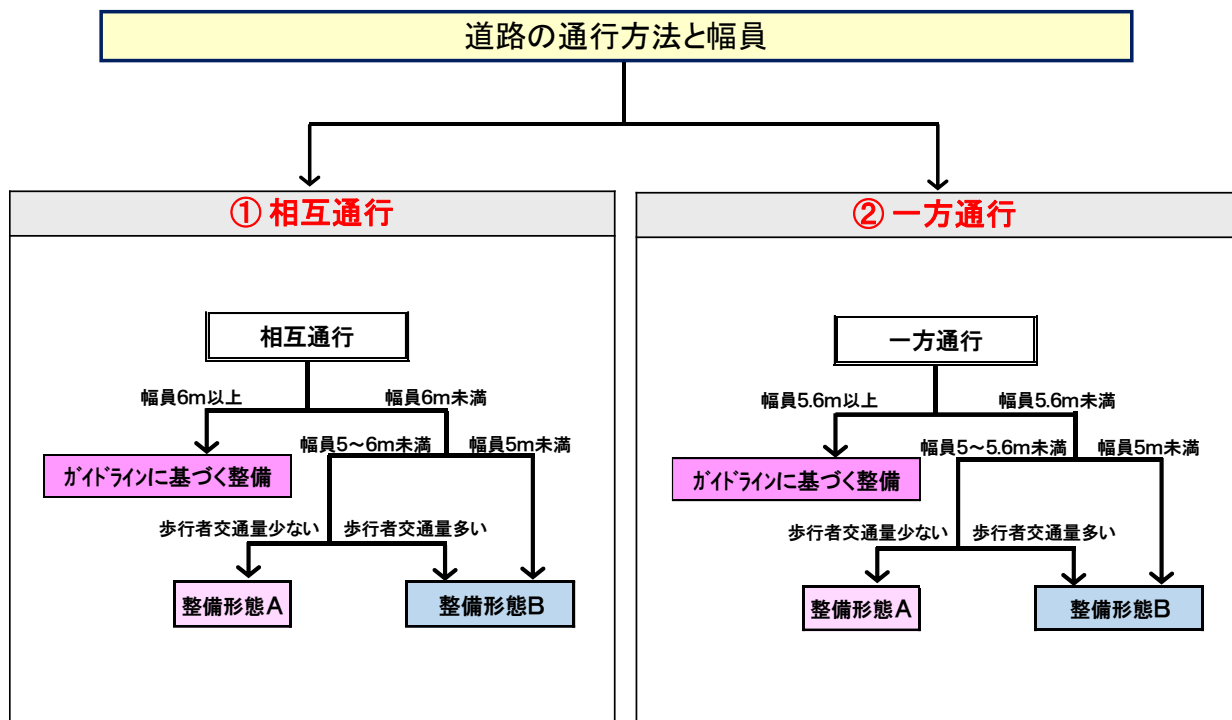 道路の通行方法と幅員
① 相互通行
相互通行
幅員6m以上
幅員6m未満
幅員5～6m未満
幅員5m未満
ｶﾞｲﾄﾞﾗｲﾝに基づく整備
歩行者交通量少ない
歩行者交通量多い
整備形態A
整備形態B
② 一方通行
一方通行
幅員5.6m以上
幅員5.6m未満
幅員5～5.6m未満
幅員5m未満
ｶﾞｲﾄﾞﾗｲﾝに基づく整備
歩行者交通量少ない
歩行者交通量多い
整備形態A
整備形態B